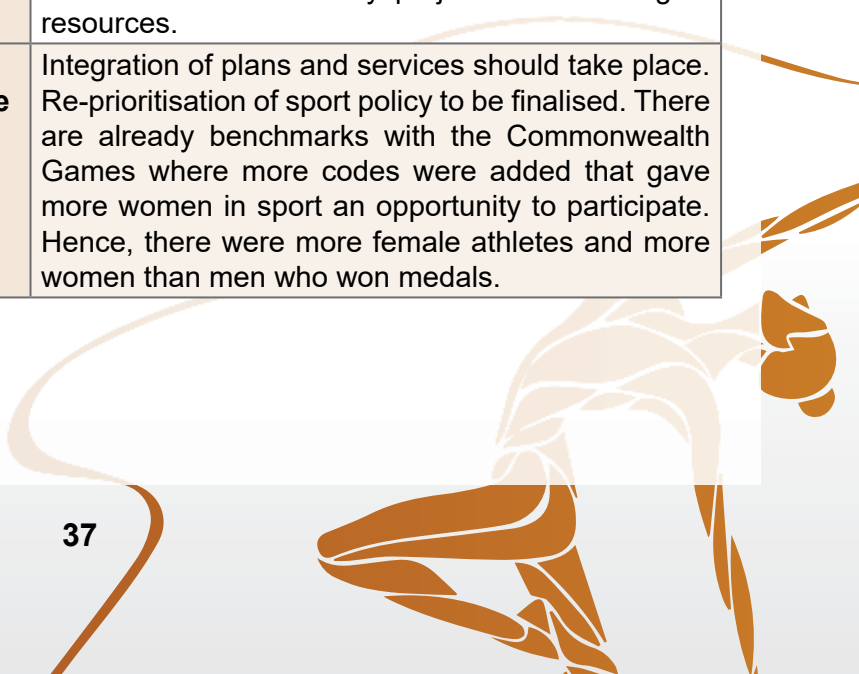 resources.
Integration of plans and services should take place.
Re-prioritisation of sport policy to be finalised. There
are already benchmarks with the Commonwealth
Games where more codes were added that gave
more women in sport an opportunity to participate.
Hence, there were more female athletes and more
women than men who won medals.
37